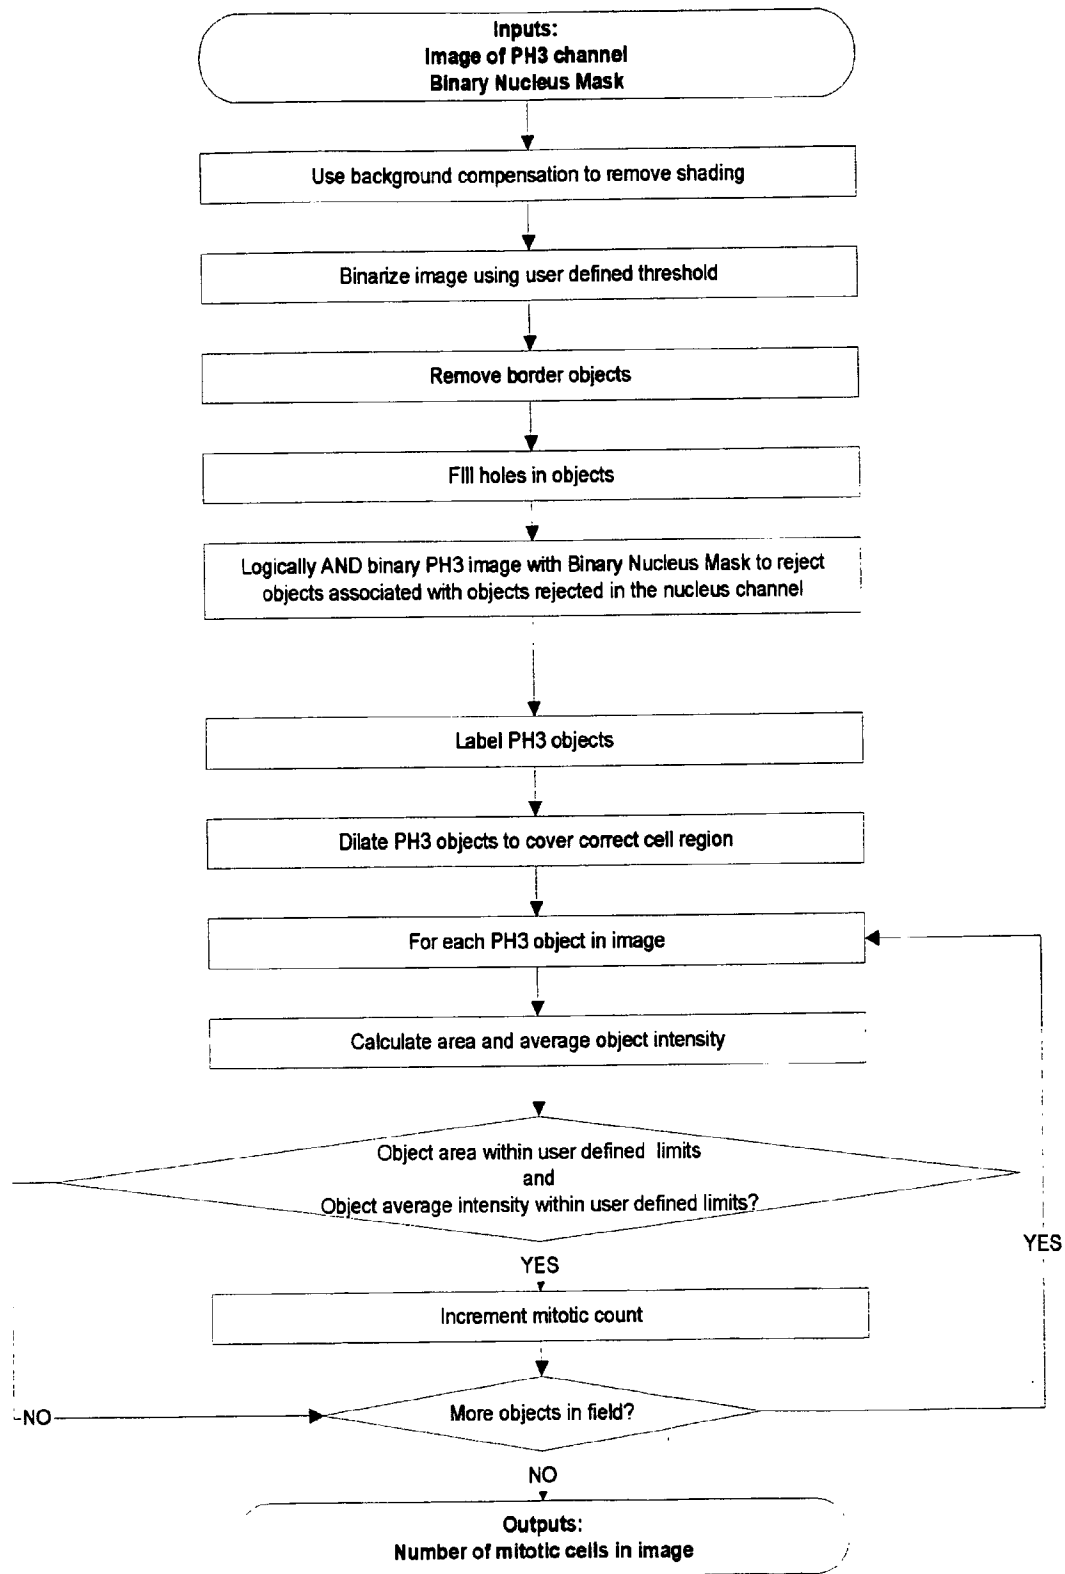 Inputs:
Image of PH3 channel
Binary Nucleus Mask
Use background compensation to remove shading
Binarize image using user defined threshold
Remove border objects
Fill holes in objects
Logically AND binary PH3 image with Binary Nucleus Mask to reject
objects associated with objects rejected in the nucleus channel
Label PH3 objects
Dilate PH3 objects to cover correct cell region
For each PH3 object in image
Calculate area and average object intensity
Object area within user defined limits
and
Object average intensity within user defined limits?
YES
YES
Increment mitotic count
NO
More objects in field?
NO
Outputs:
Number of mitotic cells in image